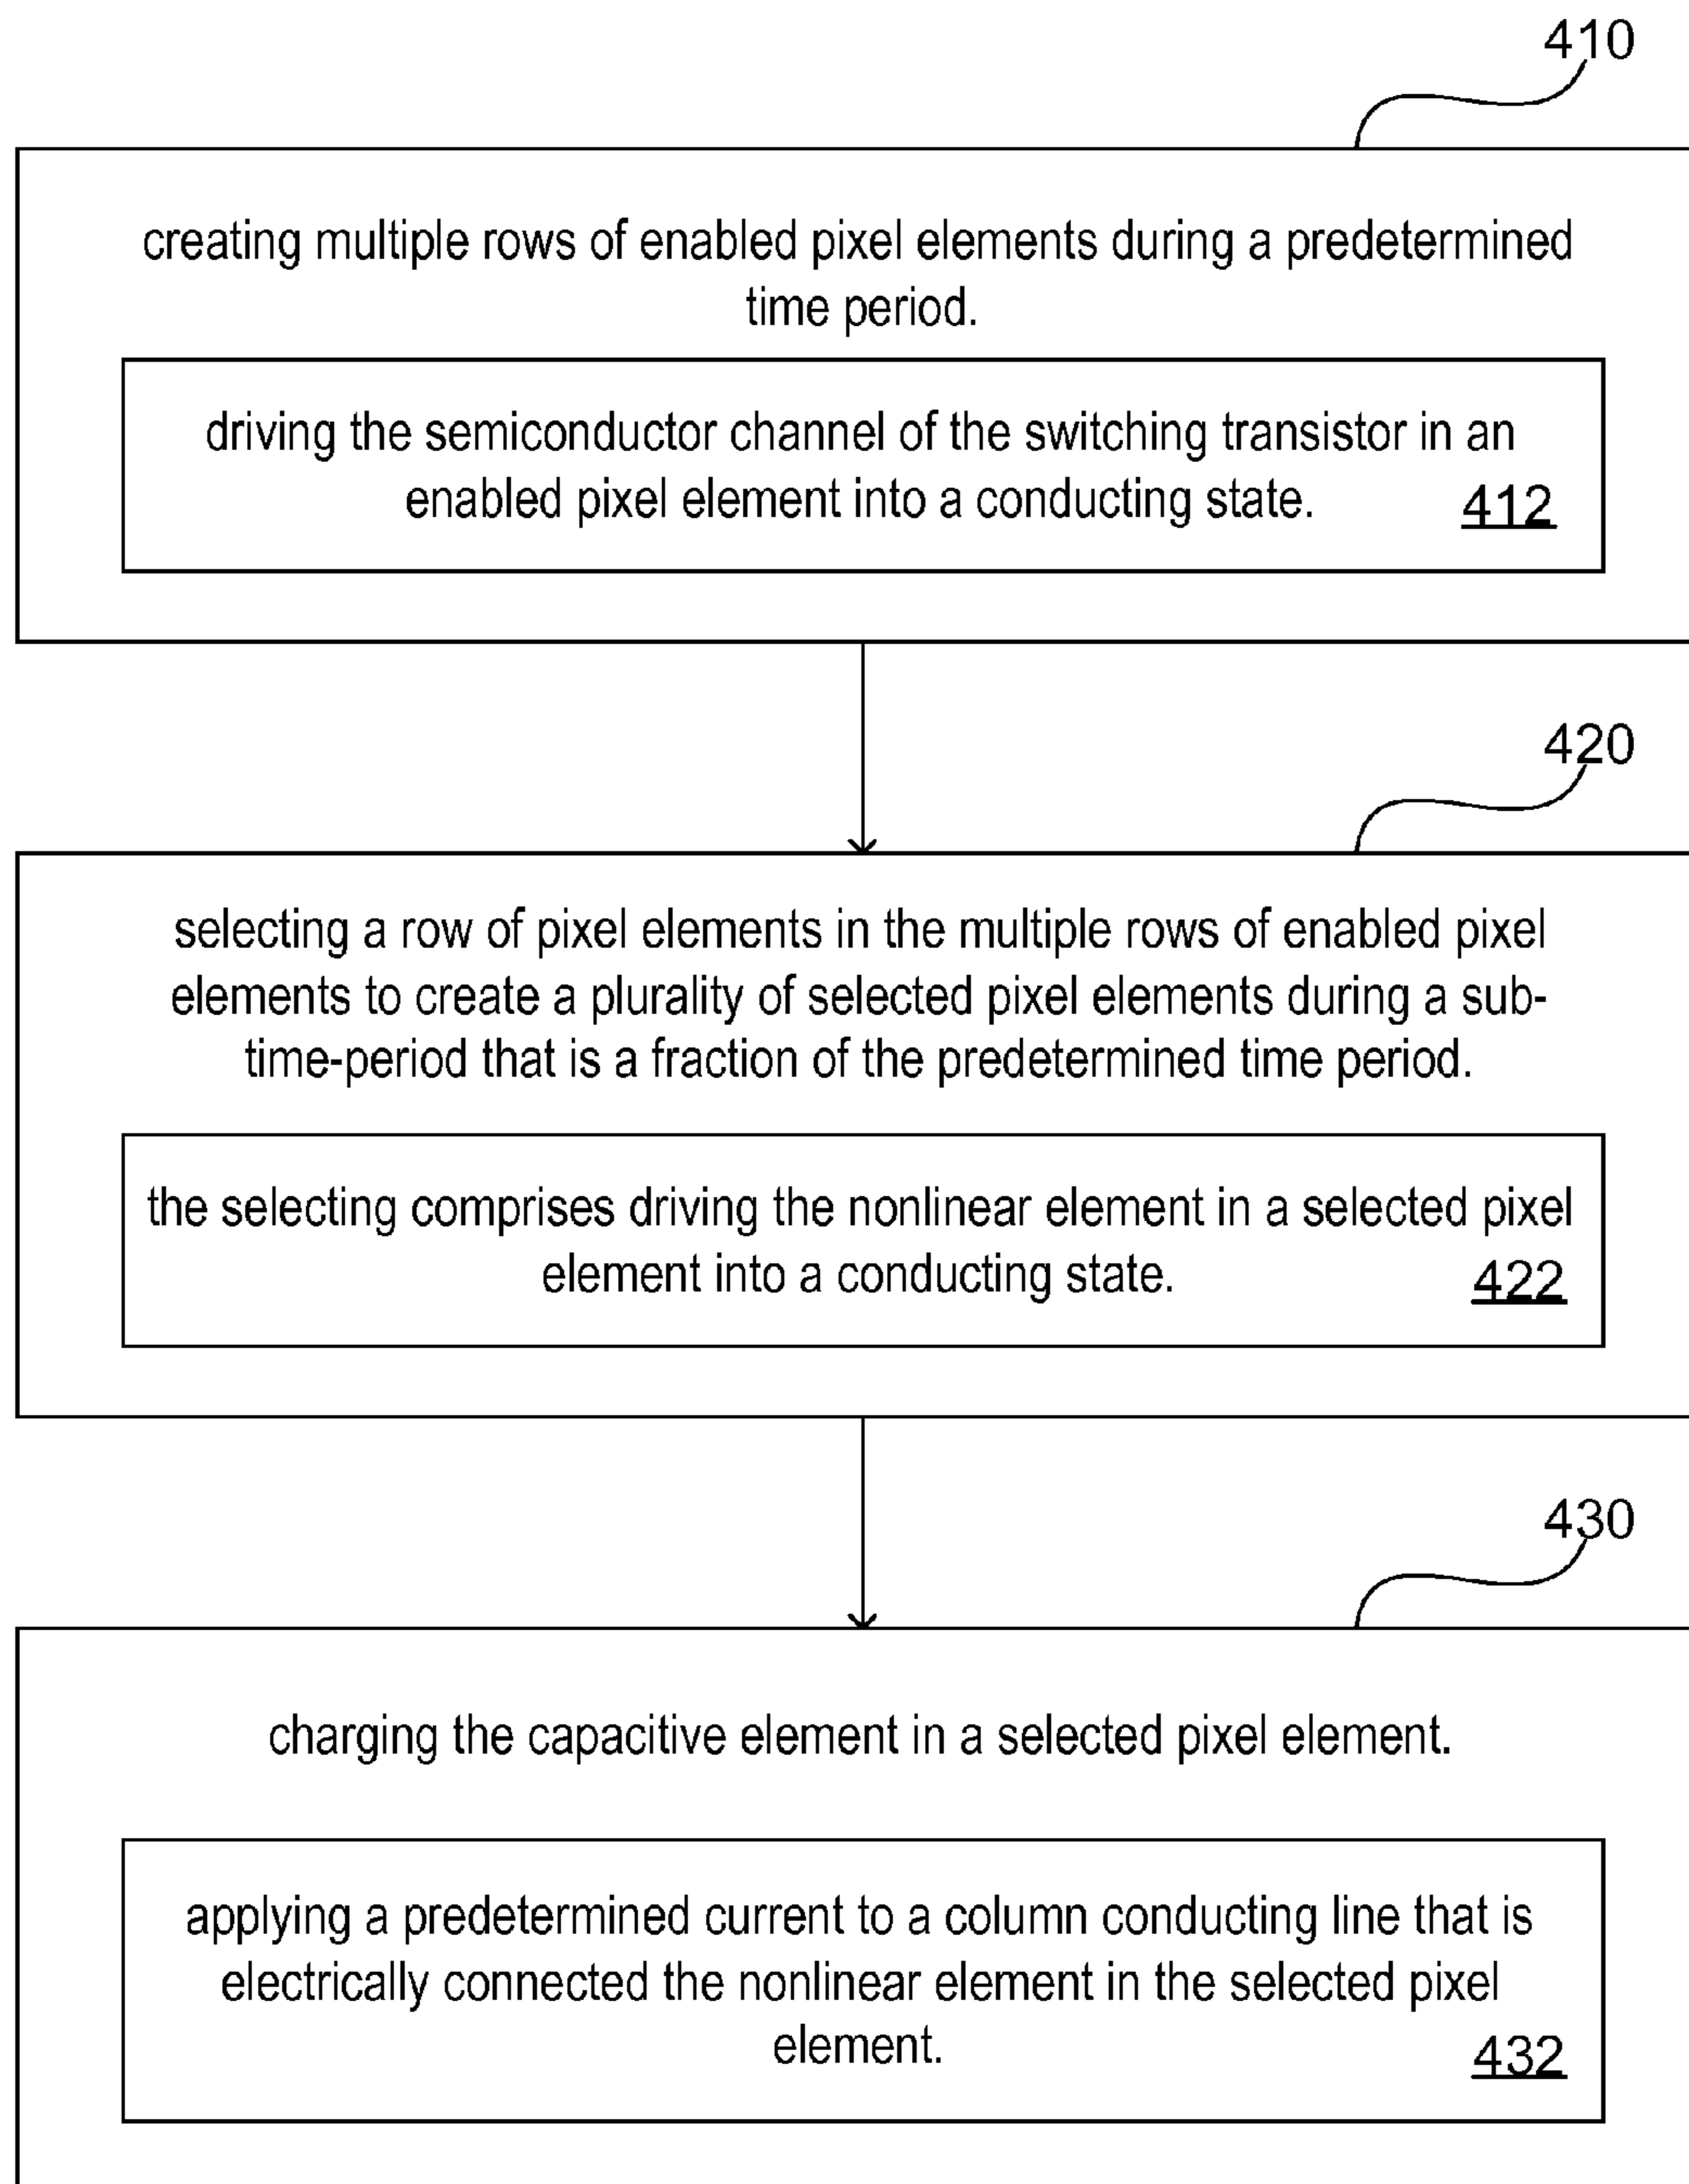 410
creating multiple rows of enabled pixel elements during a predetermined
time period.
driving the semiconductor channel of the switching transistor in an
enabled pixel element into a conducting state. 412
420
selecting a row of pixel elements in the multiple rows of enabled pixel
elements to create a plurality of selected pixel elements during a sub-
time-period that is a fraction of the predetermined time period.
the selecting comprises driving the nonlinear element in a selected pixel
element into a conducting state. 422
430
charging the capacitive element in a selected pixel element.
applying a predetermined current to a column conducting line that is
electrically connected the nonlinear element in the selected pixel
element. 432